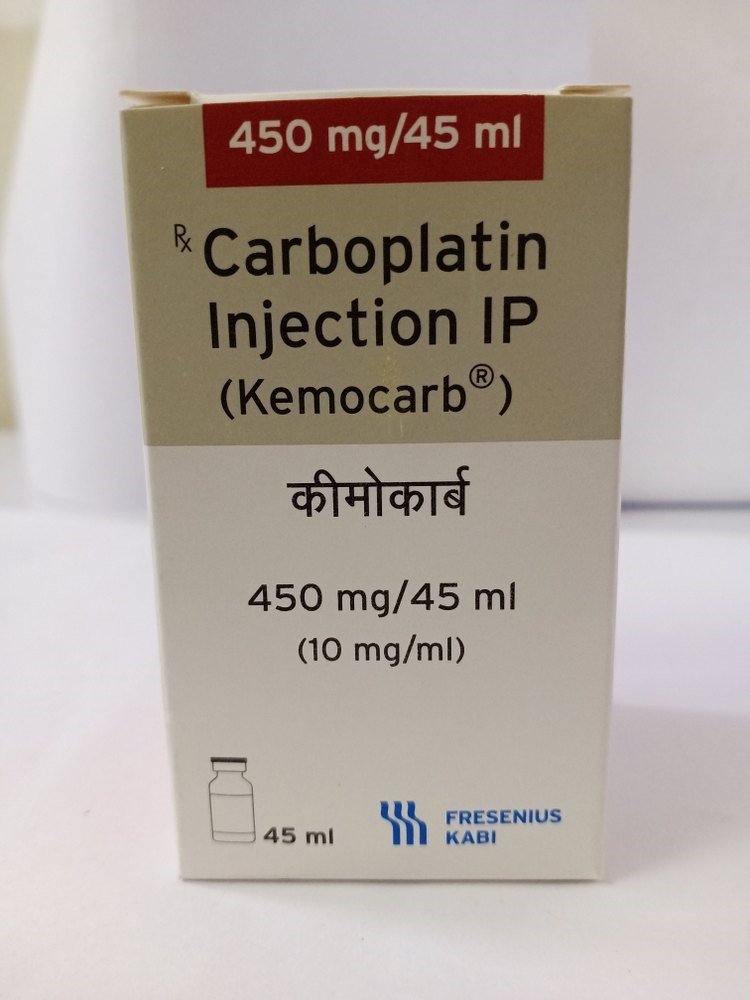 450 mg/45 ml
Rx Carboplatin
Injection IP
(Kemocarb®)
कीमोकार्ब
450 mg/45 ml
(10 mg/ml)
45 ml
FRESENIUS
KABI